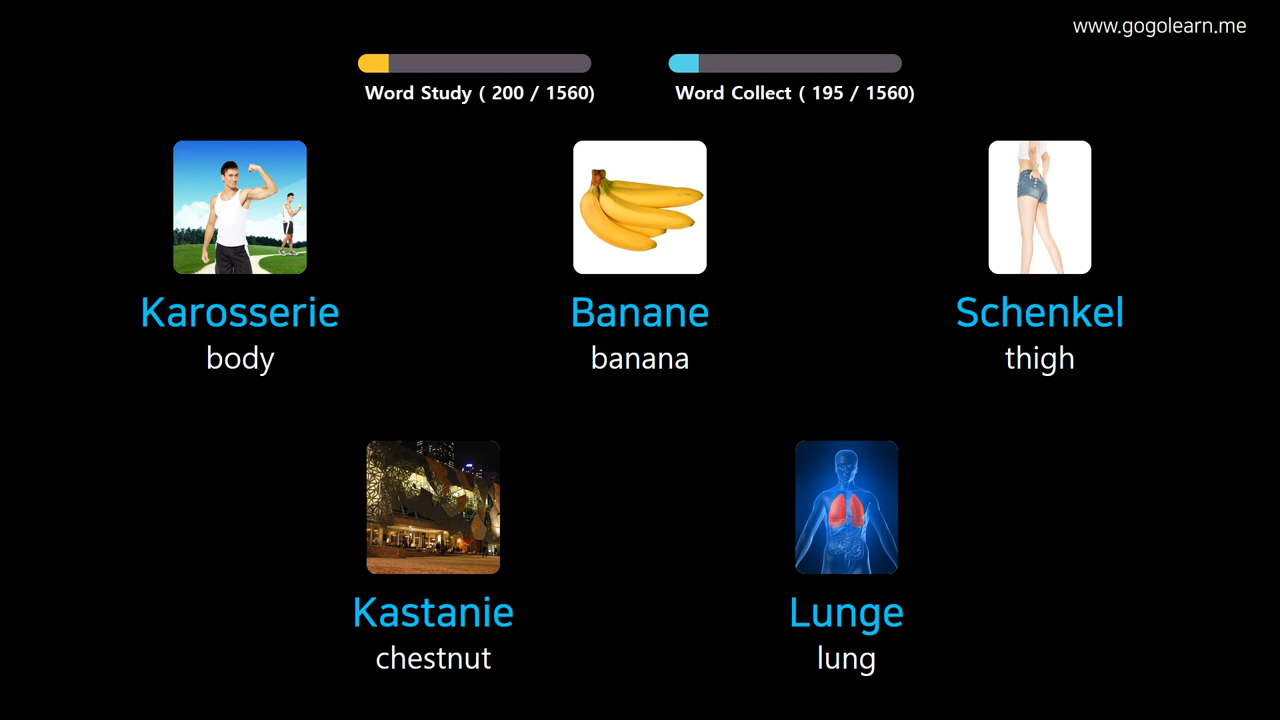 www.gogolearn.me
Word Study ( 200 / 1560)
Word Collect ( 195 / 1560)
Karosserie
body
Banane
banana
Schenkel
thigh
Kastanie
chestnut
Lunge
lung